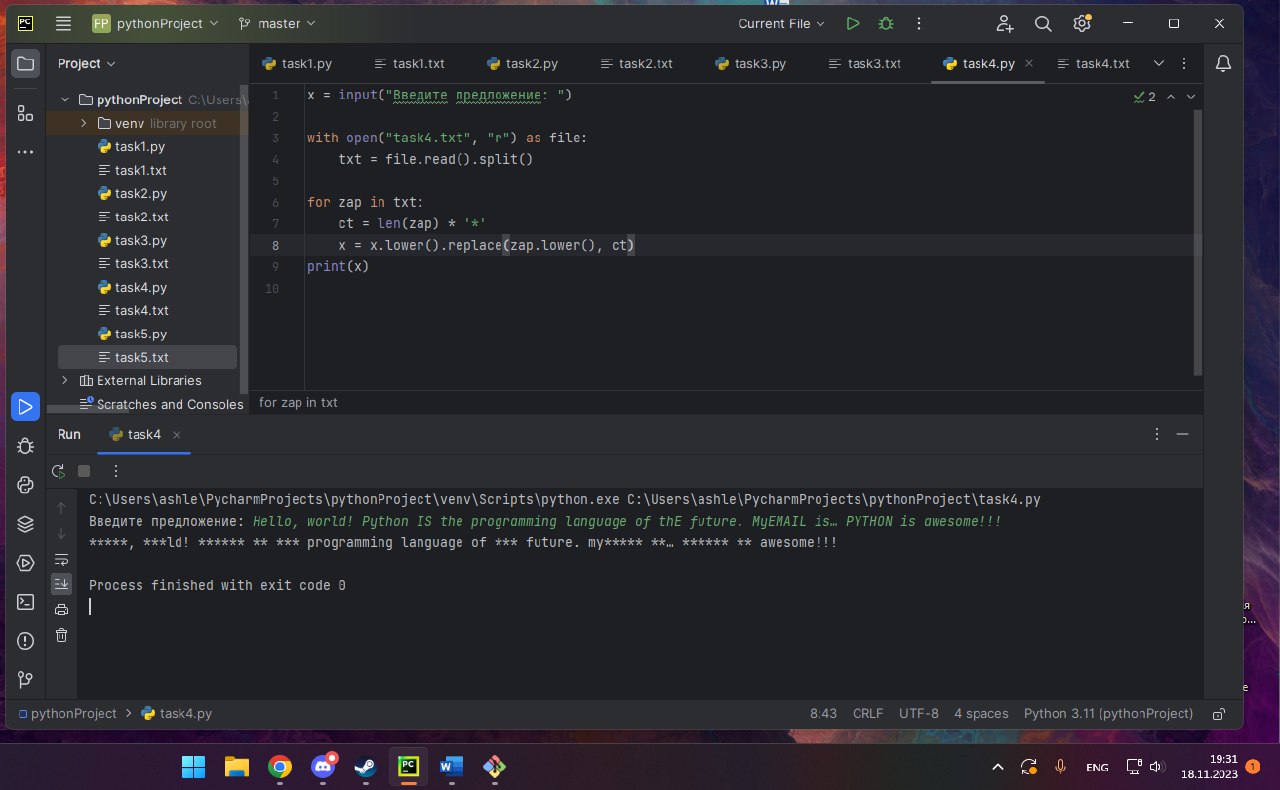 PC
PP pythonProject master Current File
Project
task1.py task1.txt task2.py task2.txt task3.py task3.txt task4.py task4.txt
pythonProject C:\Users\
venv library root
task1.py
task1.txt
task2.py
task2.txt
task3.py
task3.txt
task4.py
task4.txt
task5.py
task5.txt
External Libraries
Scratches and Consoles
2
1 x = input("Введите предложение: ")
2
3 with open("task4.txt", "r") as file:
4     txt = file.read().split()
5
6 for zap in txt:
7     ct = len(zap) * '*'
8     x = x.lower().replace(zap.lower(), ct)
9 print(x)
10
for zap in txt
Run task4
C:\Users\ashle\PycharmProjects\pythonProject\venv\Scripts\python.exe C:\Users\ashle\PycharmProjects\pythonProject\task4.py
Введите предложение: Hello, world! Python IS the programming language of thE future. MyEMAIL is… PYTHON is awesome!!!
*****, ***ld! ****** ** *** programming language of *** future. my***** **… ****** ** awesome!!!
Process finished with exit code 0
pythonProject > task4.py 8:43 CRLF UTF-8 4 spaces Python 3.11 (pythonProject)
PC W ENG 19:31 1
18.11.2023